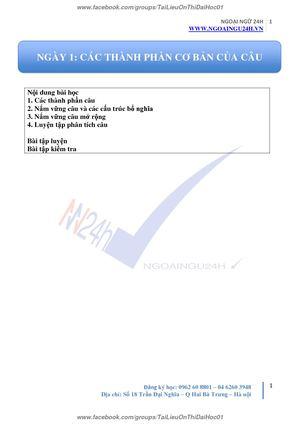 www.facebook.com/groups/TaiLieuOnThiDaiHoc01
NGOẠI NGỮ 24H 1
WWW.NGOAINGU24H.VN
NGÀY 1: CÁC THÀNH PHẦN CƠ BẢN CỦA CÂU
Nội dung bài học
1. Các thành phần câu
2. Nắm vững câu và các cấu trúc bổ nghĩa
3. Nắm vững câu mở rộng
4. Luyện tập phân tích câu
Bài tập luyện
Bài tập kiểm tra
24h
NGOAINGU24H
Đăng ký học: 0962 60 8801 – 04 6260 3948 1
Địa chỉ: Số 18 Trần Đại Nghĩa – Q Hai Bà Trưng – Hà nội
www.facebook.com/groups/TaiLieuOnThiDaiHoc01